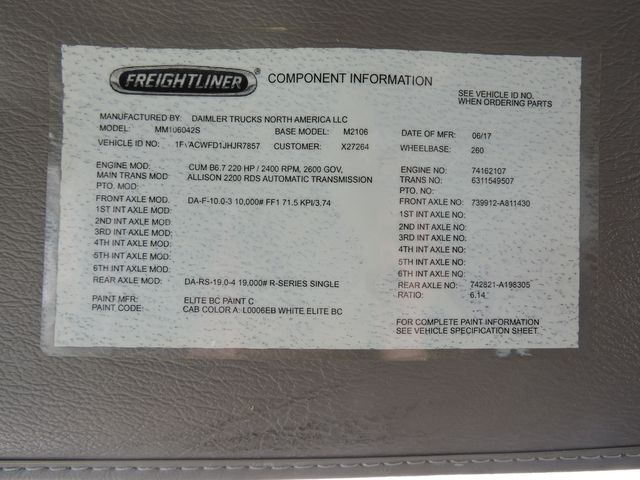 FREIGHTLINER® COMPONENT INFORMATION
SEE VEHICLE ID NO.
WHEN ORDERING PARTS
MANUFACTURED BY: DAIMLER TRUCKS NORTH AMERICA LLC
MODEL: MM106042S BASE MODEL: M2106 DATE OF MFR: 06/17
VEHICLE ID NO: 1FVACWFD1JHJR7857 CUSTOMER: X27264 WHEELBASE: 260
ENGINE MOD: CUM B6.7 220 HP / 2400 RPM, 2600 GOV, ENGINE NO: 74162107
MAIN TRANS MOD: ALLISON 2200 RDS AUTOMATIC TRANSMISSION TRANS NO: 6311549507
PTO. MOD: PTO. NO:
FRONT AXLE MOD: DA-F-10.0-3 10,000# FF1 71.5 KPI/3.74 FRONT AXLE NO: 739912-A811430
1ST INT AXLE MOD: 1ST INT AXLE NO:
2ND INT AXLE MOD: 2ND INT AXLE NO:
3RD INT AXLE MOD: 3RD INT AXLE NO:
4TH INT AXLE MOD: 4TH INT AXLE NO:
5TH INT AXLE MOD: 5TH INT AXLE NO:
6TH INT AXLE MOD: 6TH INT AXLE NO:
REAR AXLE MOD: DA-RS-19.0-4 19,000# R-SERIES SINGLE REAR AXLE NO: 742821-A198305
PAINT MFR: ELITE BC PAINT C RATIO: 6.14
PAINT CODE: CAB COLOR A: L0006EB WHITE ELITE BC
FOR COMPLETE PAINT INFORMATION
SEE VEHICLE SPECIFICATION SHEET.